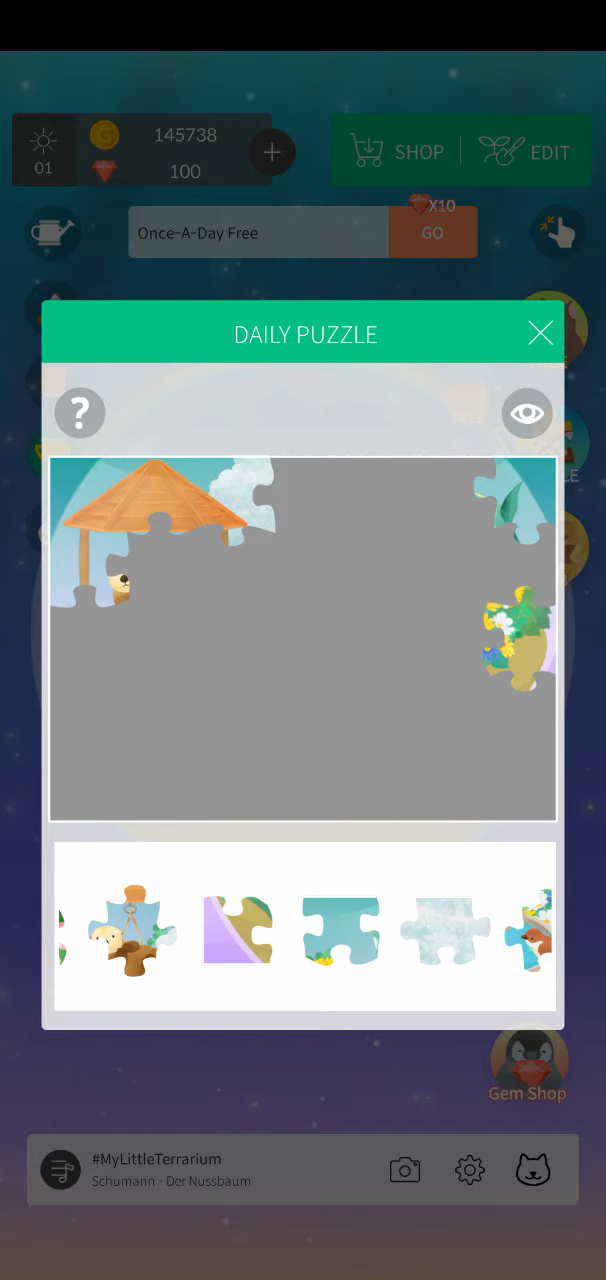 145738
01
100
SHOP
EDIT
X10
Once-A-Day Free
GO
DAILY PUZZLE
?
Gem Shop
#MyLittleTerrarium
Schumann - Der Nussbaum